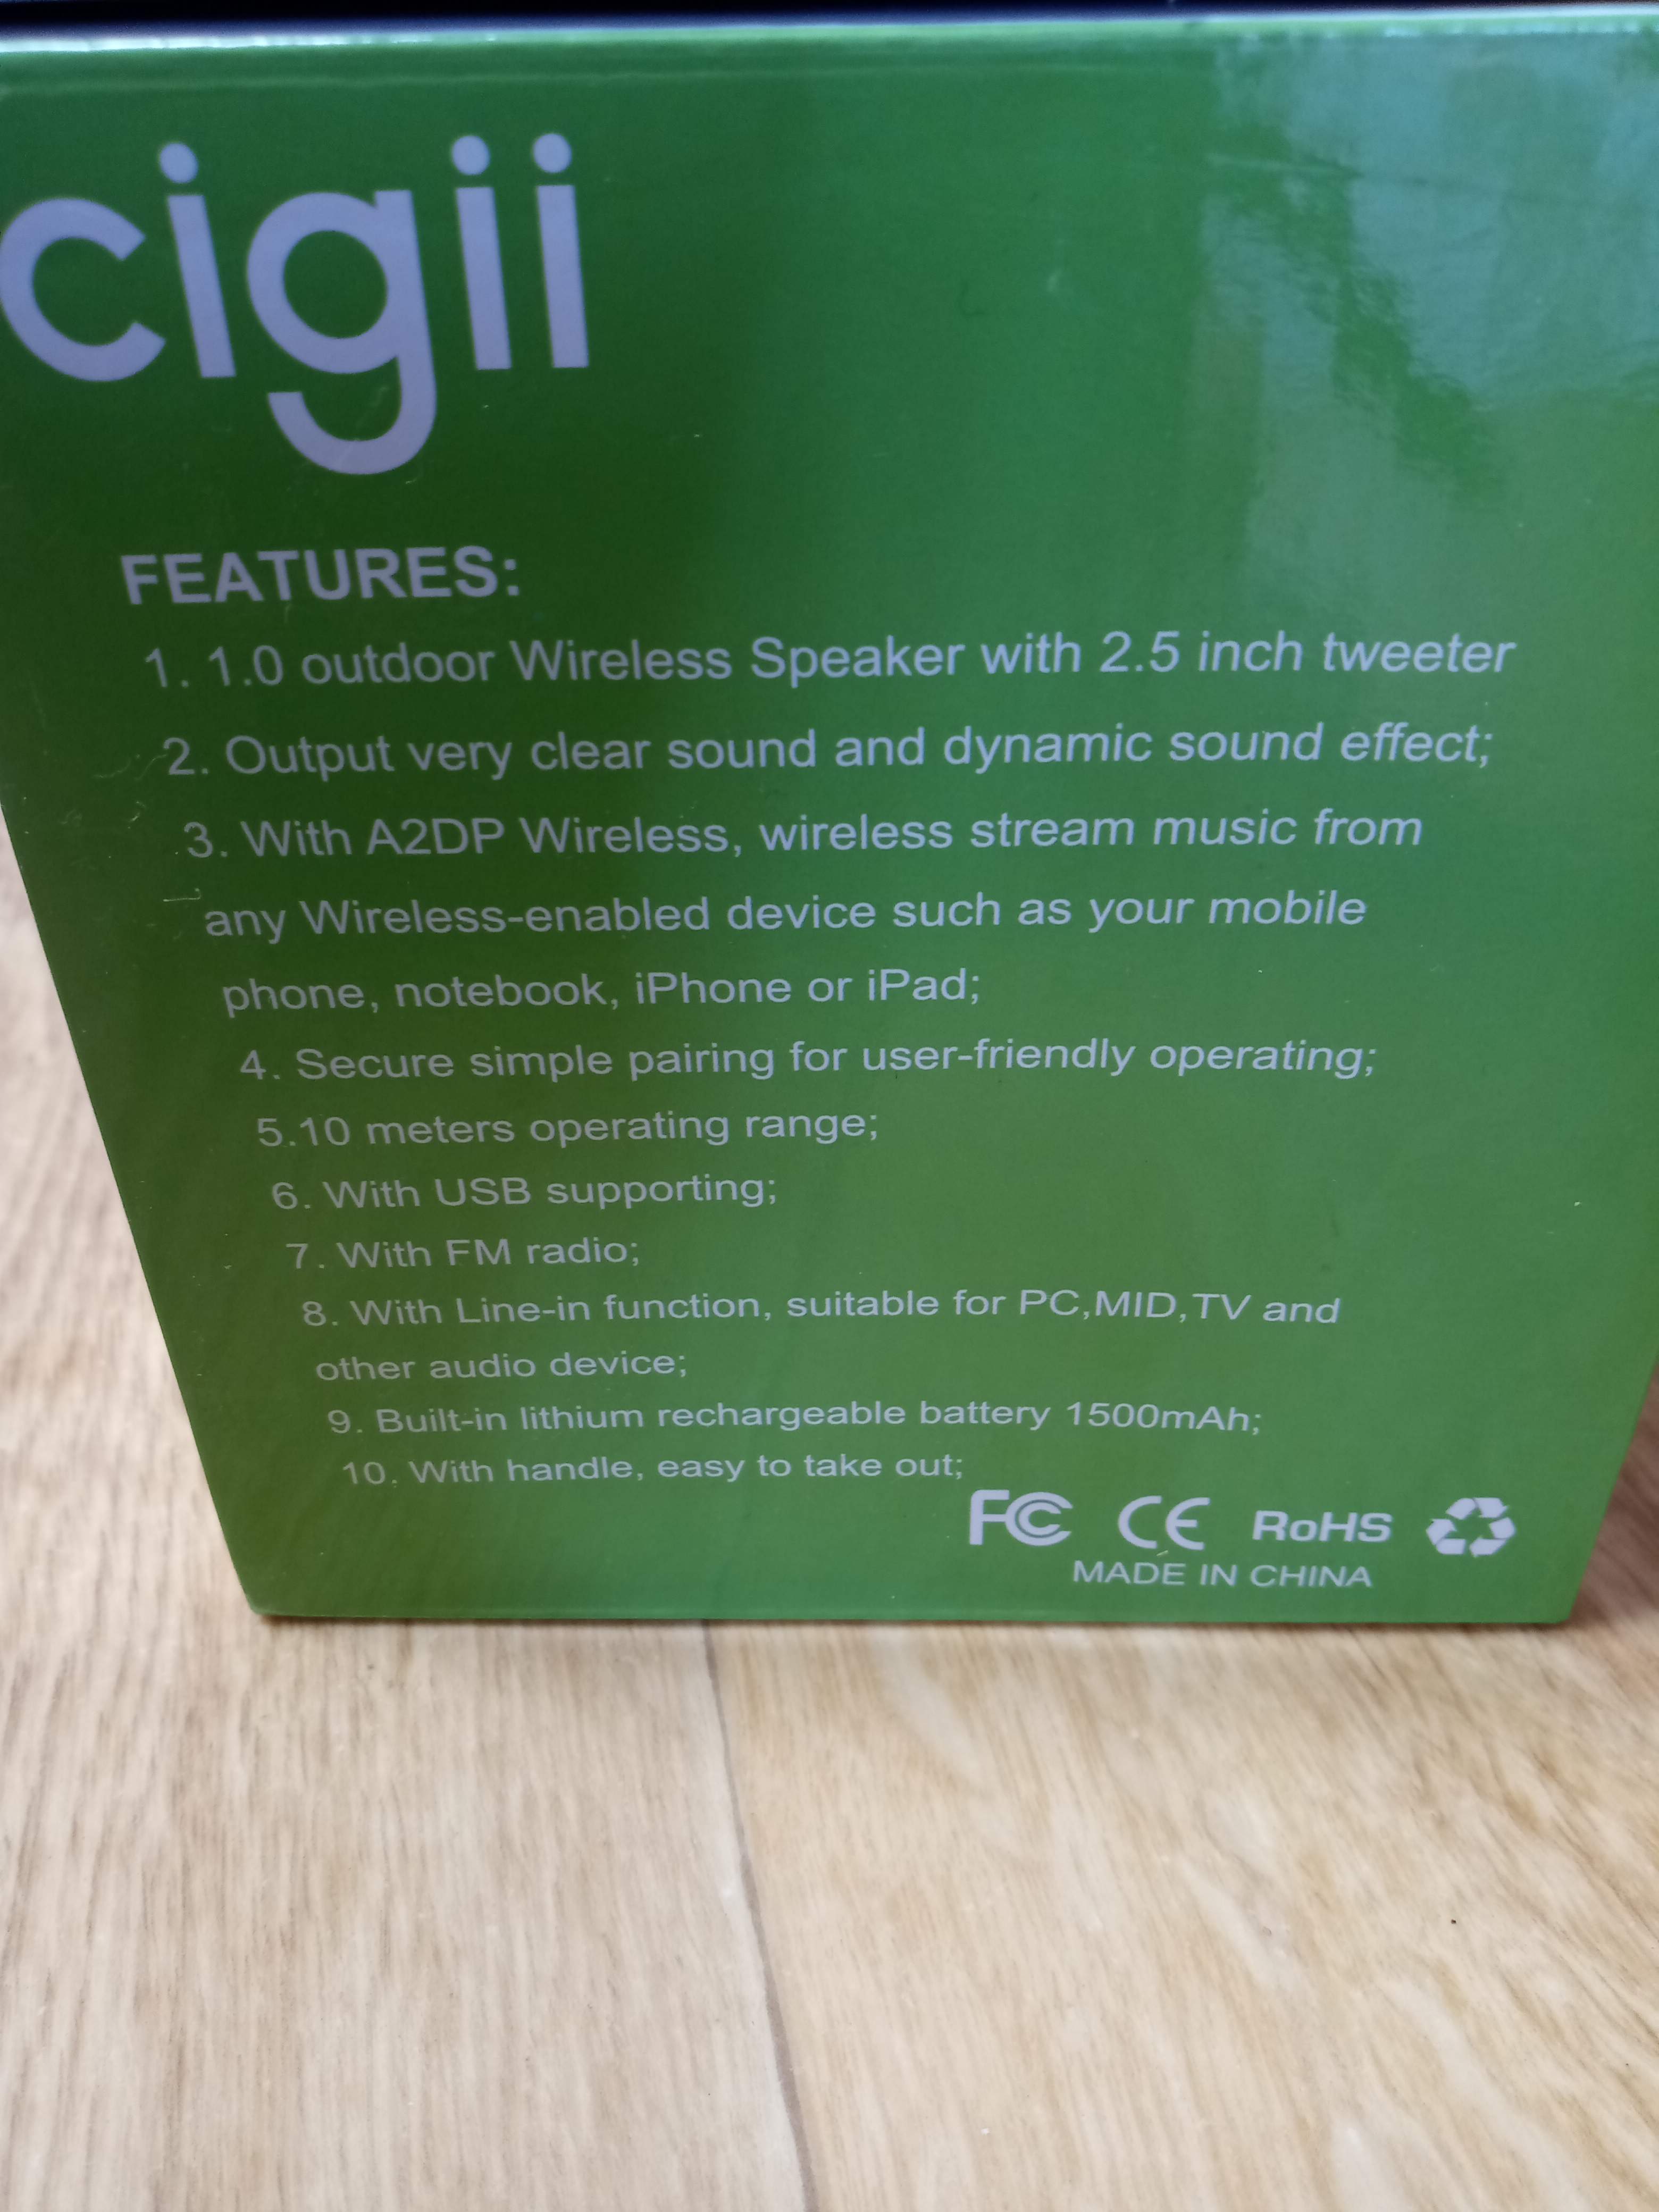 cigii
FEATURES:
1. 1.0 outdoor Wireless Speaker with 2.5 inch tweeter
2. Output very clear sound and dynamic sound effect;
3. With A2DP Wireless, wireless stream music from
any Wireless-enabled device such as your mobile
phone, notebook, iPhone or iPad;
4. Secure simple pairing for user-friendly operating;
5.10 meters operating range;
6. With USB supporting;
7. With FM radio;
8. With Line-in function, suitable for PC,MID,TV and
other audio device;
9. Built-in lithium rechargeable battery 1500mAh;
10. With handle, easy to take out;
FC CE RoHS
MADE IN CHINA